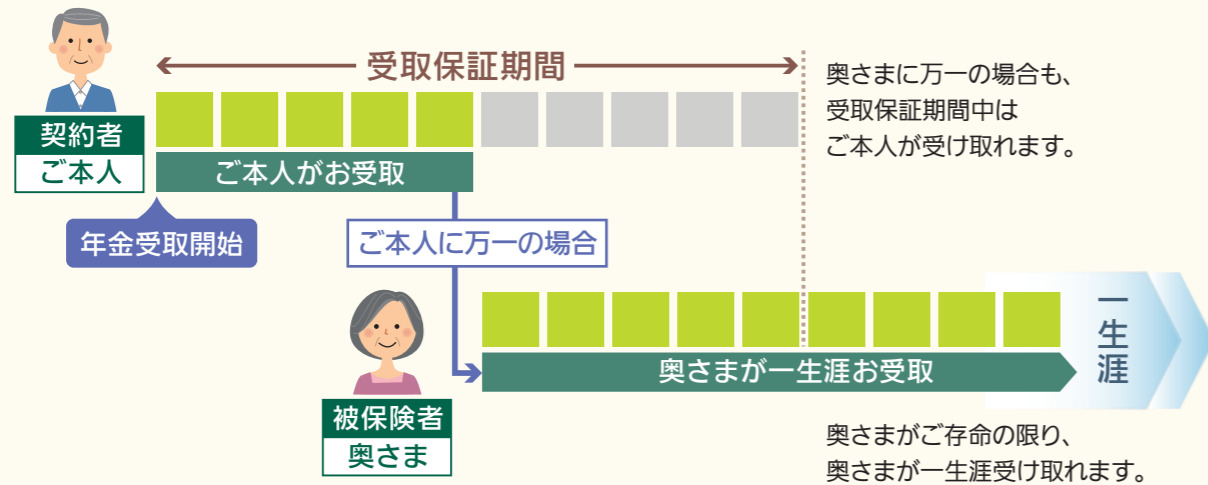 受取保証期間
奥さまに万一の場合も、
受取保証期間中は
ご本人が受け取れます。
契約者
ご本人
ご本人がお受取
年金受取開始
ご本人に万一の場合
一生涯
奥さまが一生涯お受取
被保険者
奥さま
奥さまがご存命の限り、
奥さまが一生涯受け取れます。